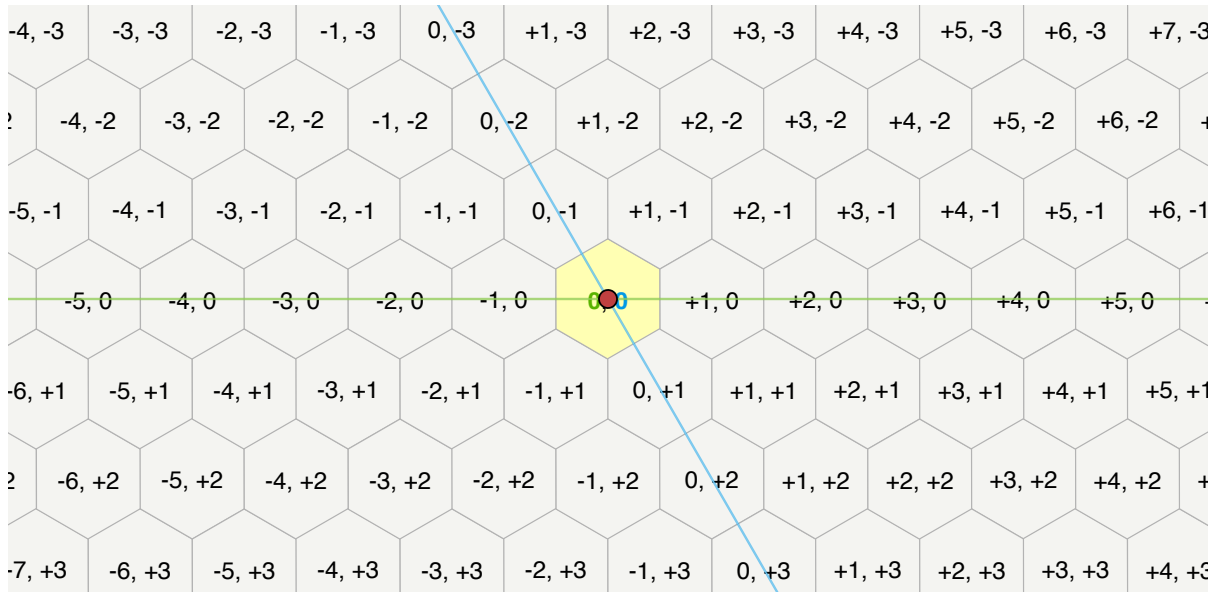 -4, -3 -3, -3 -2, -3 -1, -3 0, -3 +1, -3 +2, -3 +3, -3 +4, -3 +5, -3 +6, -3 +7, -3
2 -4, -2 -3, -2 -2, -2 -1, -2 0, -2 +1, -2 +2, -2 +3, -2 +4, -2 +5, -2 +6, -2 +
-5, -1 -4, -1 -3, -1 -2, -1 -1, -1 0, -1 +1, -1 +2, -1 +3, -1 +4, -1 +5, -1 +6, -1
-5, 0 -4, 0 -3, 0 -2, 0 -1, 0 0, 0 +1, 0 +2, 0 +3, 0 +4, 0 +5, 0
-6, +1 -5, +1 -4, +1 -3, +1 -2, +1 -1, +1 0, +1 +1, +1 +2, +1 +3, +1 +4, +1 +5, +1
2 -6, +2 -5, +2 -4, +2 -3, +2 -2, +2 -1, +2 0, +2 +1, +2 +2, +2 +3, +2 +4, +2 +
-7, +3 -6, +3 -5, +3 -4, +3 -3, +3 -2, +3 -1, +3 0, +3 +1, +3 +2, +3 +3, +3 +4, +3